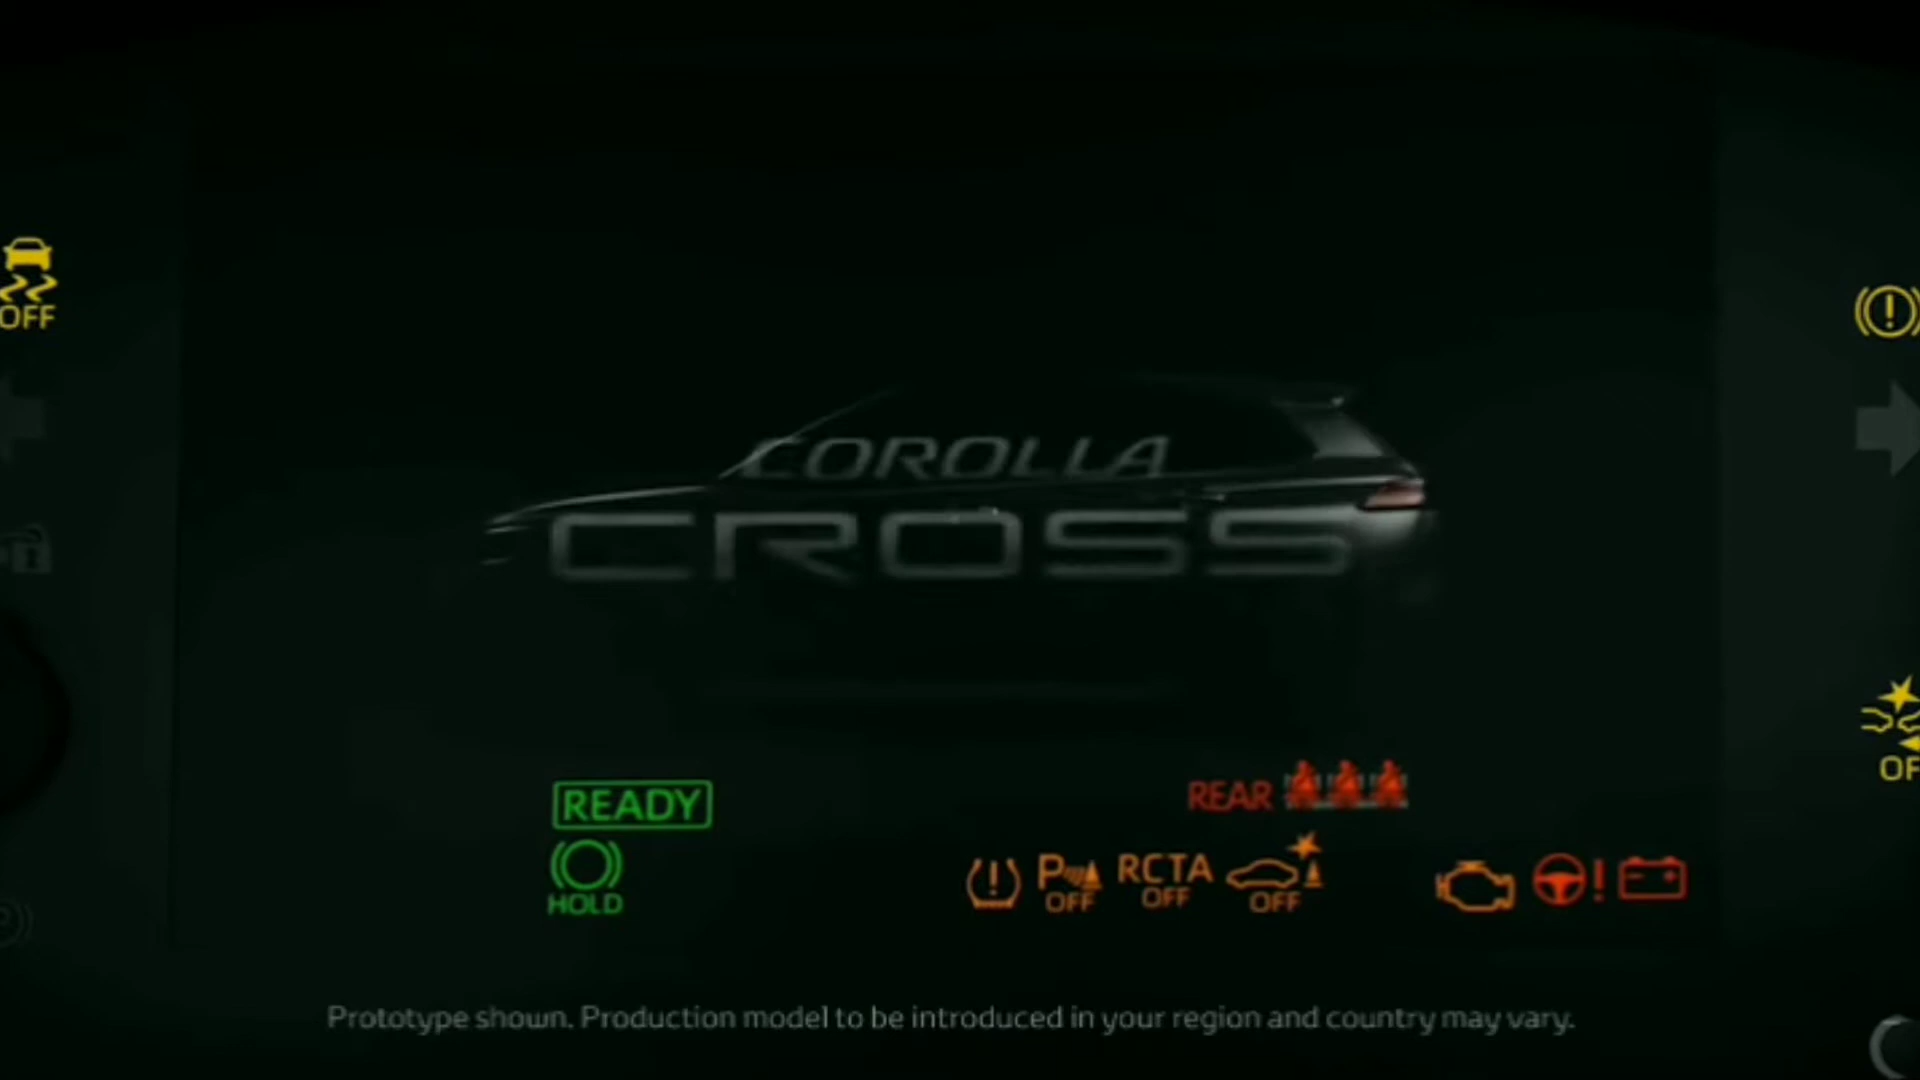 OFF
COROLLA
CROSS
OFF
READY
REAR
HOLD
P OFF
RCTA OFF
OFF
Prototype shown. Production model to be introduced in your region and country may vary.